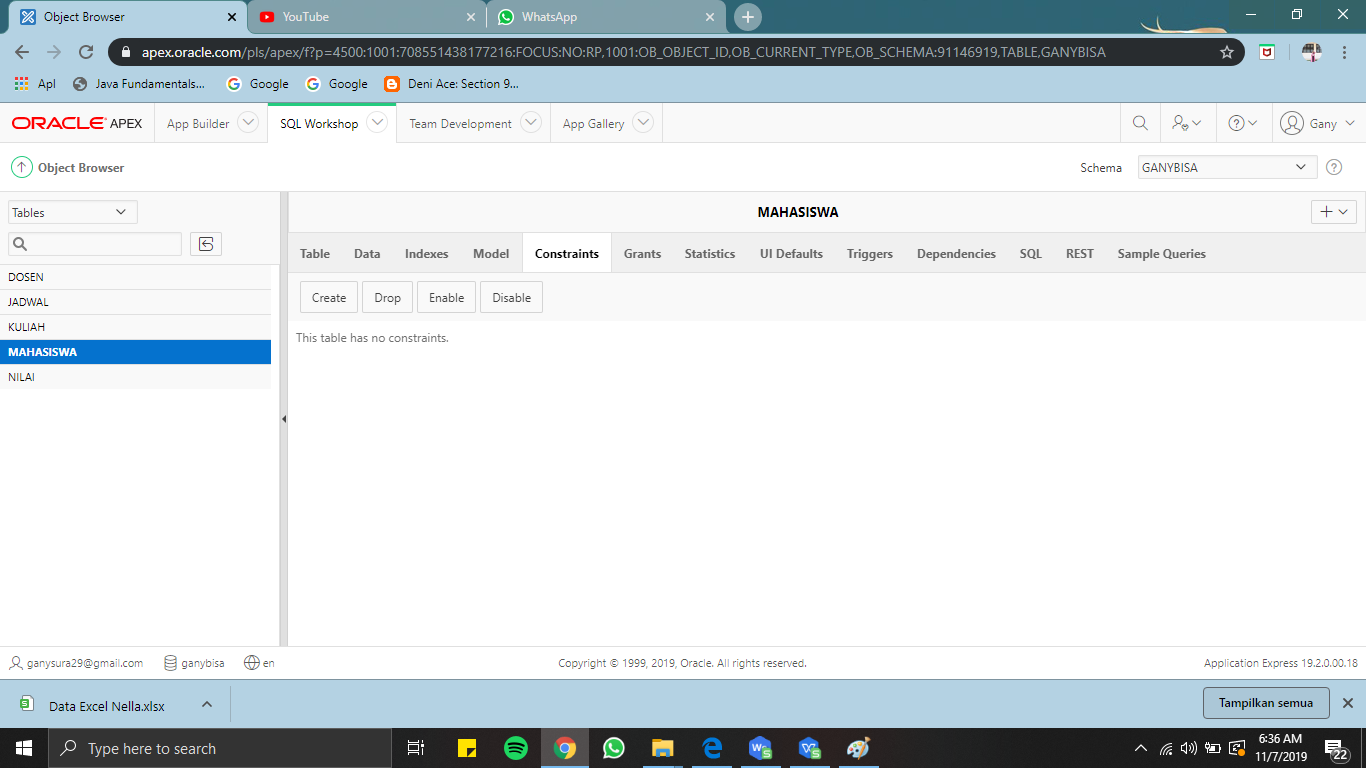 Object Browser
YouTube
WhatsApp
apex.oracle.com/pls/apex/f?p=4500:1001:708551438177216:FOCUS:NO:RP,1001:OB_OBJECT_ID,OB_CURRENT_TYPE,OB_SCHEMA:91146919,TABLE,GANYBISA
Apl
Java Fundamentals...
Google
Google
Deni Ace: Section 9...
ORACLE APEX
App Builder
SQL Workshop
Team Development
App Gallery
Gany
Object Browser
Schema
GANYBISA
Tables
MAHASISWA
Table Data Indexes Model Constraints Grants Statistics UI Defaults Triggers Dependencies SQL REST Sample Queries
DOSEN
JADWAL
KULIAH
MAHASISWA
NILAI
Create Drop Enable Disable
This table has no constraints.
ganysura29@gmail.com
ganybisa
en
Copyright © 1999, 2019, Oracle. All rights reserved.
Application Express 19.2.0.00.18
Data Excel Nella.xlsx
Tampilkan semua
Type here to search
6:36 AM
11/7/2019
22